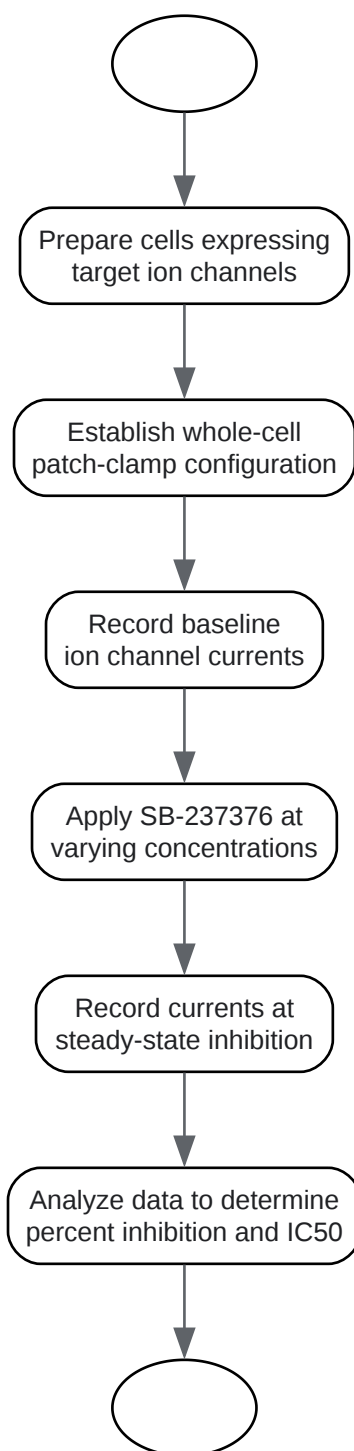 Prepare cells expressing
target ion channels
Establish whole-cell
patch-clamp configuration
Record baseline
ion channel currents
Apply SB-237376 at
varying concentrations
Record currents at
steady-state inhibition
Analyze data to determine
percent inhibition and IC50